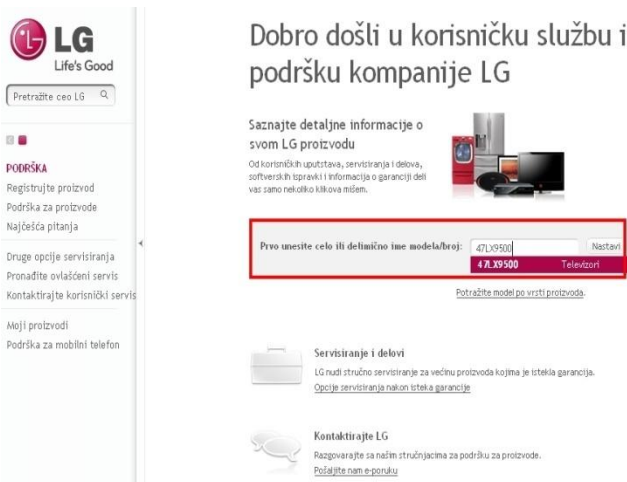 LG
Life's Good
Pretražite ceo LG
PODRŠKA
Registrujte proizvod
Podrška za proizvode
Najčešća pitanja
Druge opcije servisiranja
Pronađite ovlašćeni servis
Kontaktirajte korisnički servis
Moji proizvodi
Podrška za mobilni telefon
Dobro došli u korisničku službu i
podršku kompanije LG
Saznajte detaljne informacije o
svom LG proizvodu
Od korisničkih uputstava, servisiranja i delova,
softverskih ispravki i informacija o garanciji deli
vas samo nekoliko klikova mišem.
Prvo unesite celo ili delimično ime modela/broj: 47LX9500 Nastavi
47LX9500 Televizori
Potražite model po vrsti proizvoda.
Servisiranje i delovi
LG nudi stručno servisiranje za većinu proizvoda kojima je istekla garancija.
Opcije servisiranja nakon isteka garancije
Kontaktirajte LG
Razgovarajte sa našim stručnjacima za podršku za proizvode.
Pošaljite nam e-poruku